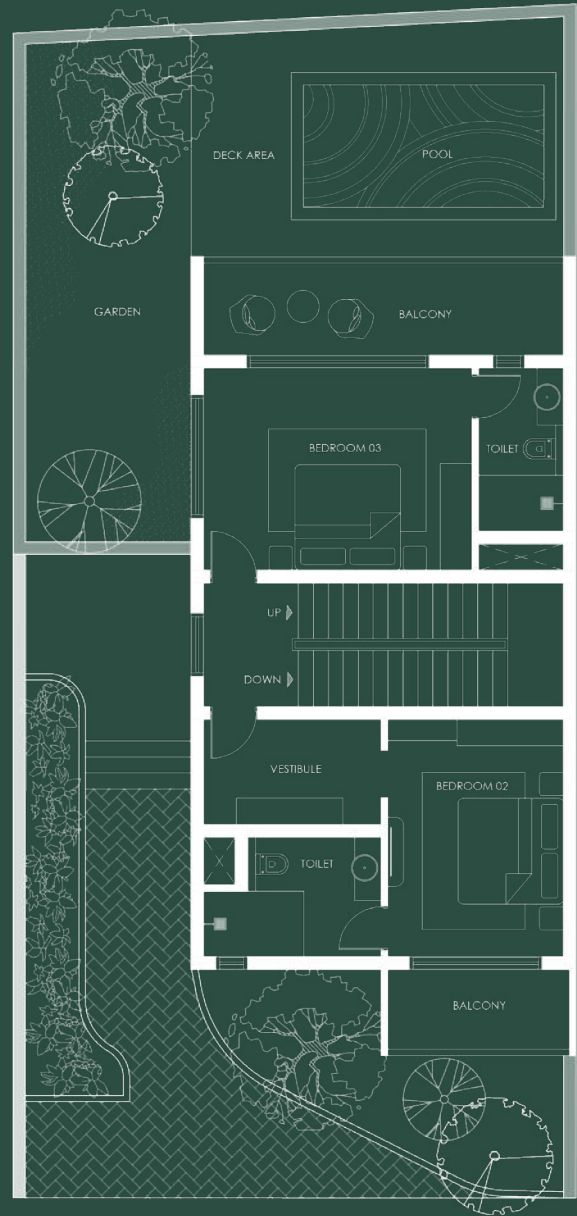 DECK AREA
POOL
GARDEN
BALCONY
BEDROOM 03
TOILET
UP
DOWN
VESTIBULE
BEDROOM 02
TOILET
BALCONY